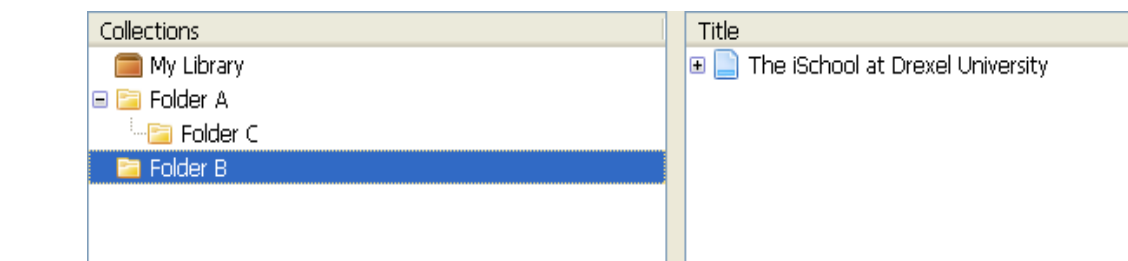 Collections
My Library
Folder A
Folder C
Folder B
Title
The iSchool at Drexel University